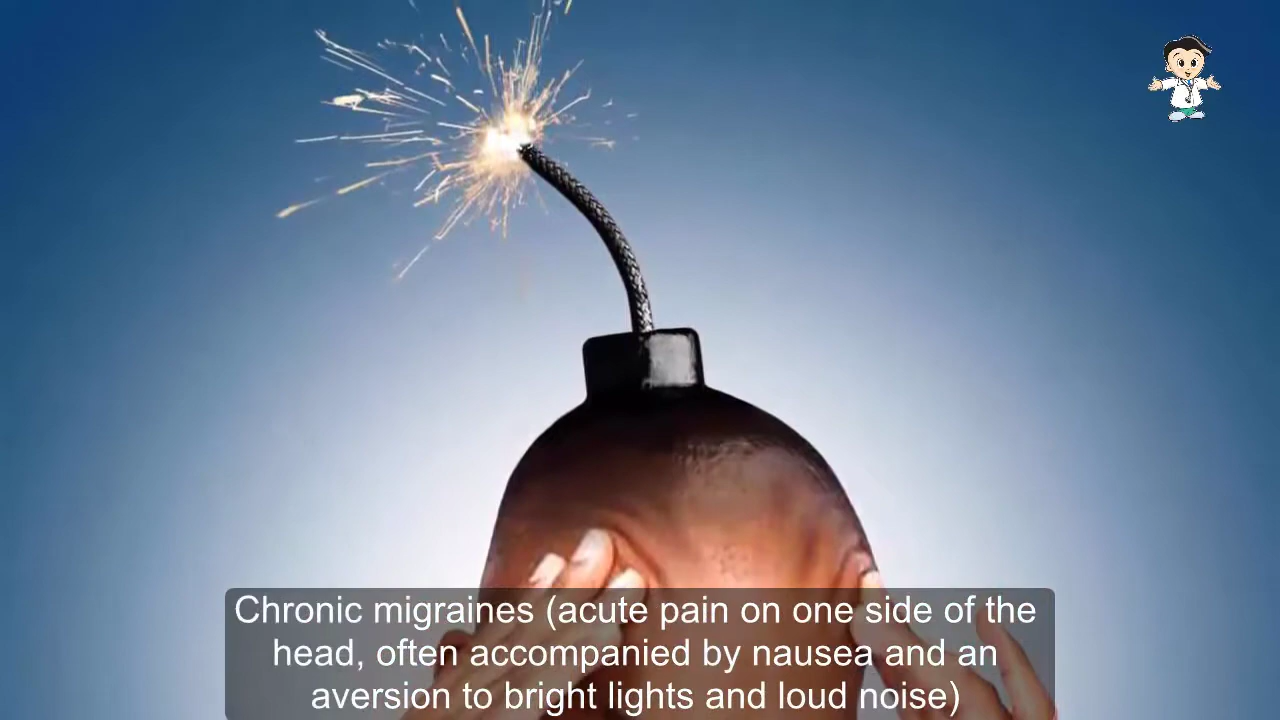 Chronic migraines (acute pain on one side of the
head, often accompanied by nausea and an
aversion to bright lights and loud noise)